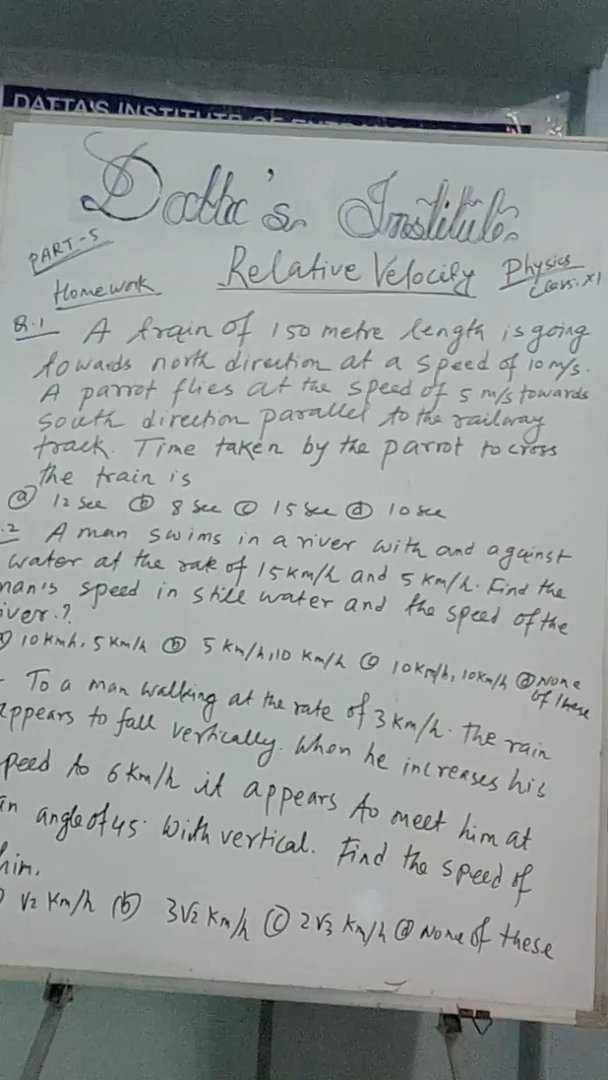 DATTA'S INSTITUTE OF
Datta's Institute
PART-5
Homework
Relative Velocity
Physics
Class-XI
Q.1 A train of 150 metre length is going
towards north direction at a speed of 10 m/s.
A parrot flies at the speed of 5 m/s towards
south direction parallel to the railway
track. Time taken by the parrot to cross
the train is
(a) 12 sec (b) 8 sec (c) 15 sec (d) 10 sec
.2 A man swims in a river with and against
water at the rate of 15 Km/h and 5 Km/h. Find the
man's speed in still water and the speed of the
iver.?
) 10 Kmh, 5 Km/h (b) 5 Km/h, 10 Km/h (c) 10 Km/h, 10 Km/h (d) None
of these
- To a man walking at the rate of 3 Km/h. The rain
appears to fall vertically. When he increases his
peed to 6 Km/h it appears to meet him at
an angle of 45° with vertical. Find the speed of
him.
) √2 Km/h (b) 3√2 Km/h (c) 2√3 Km/h (d) None of these